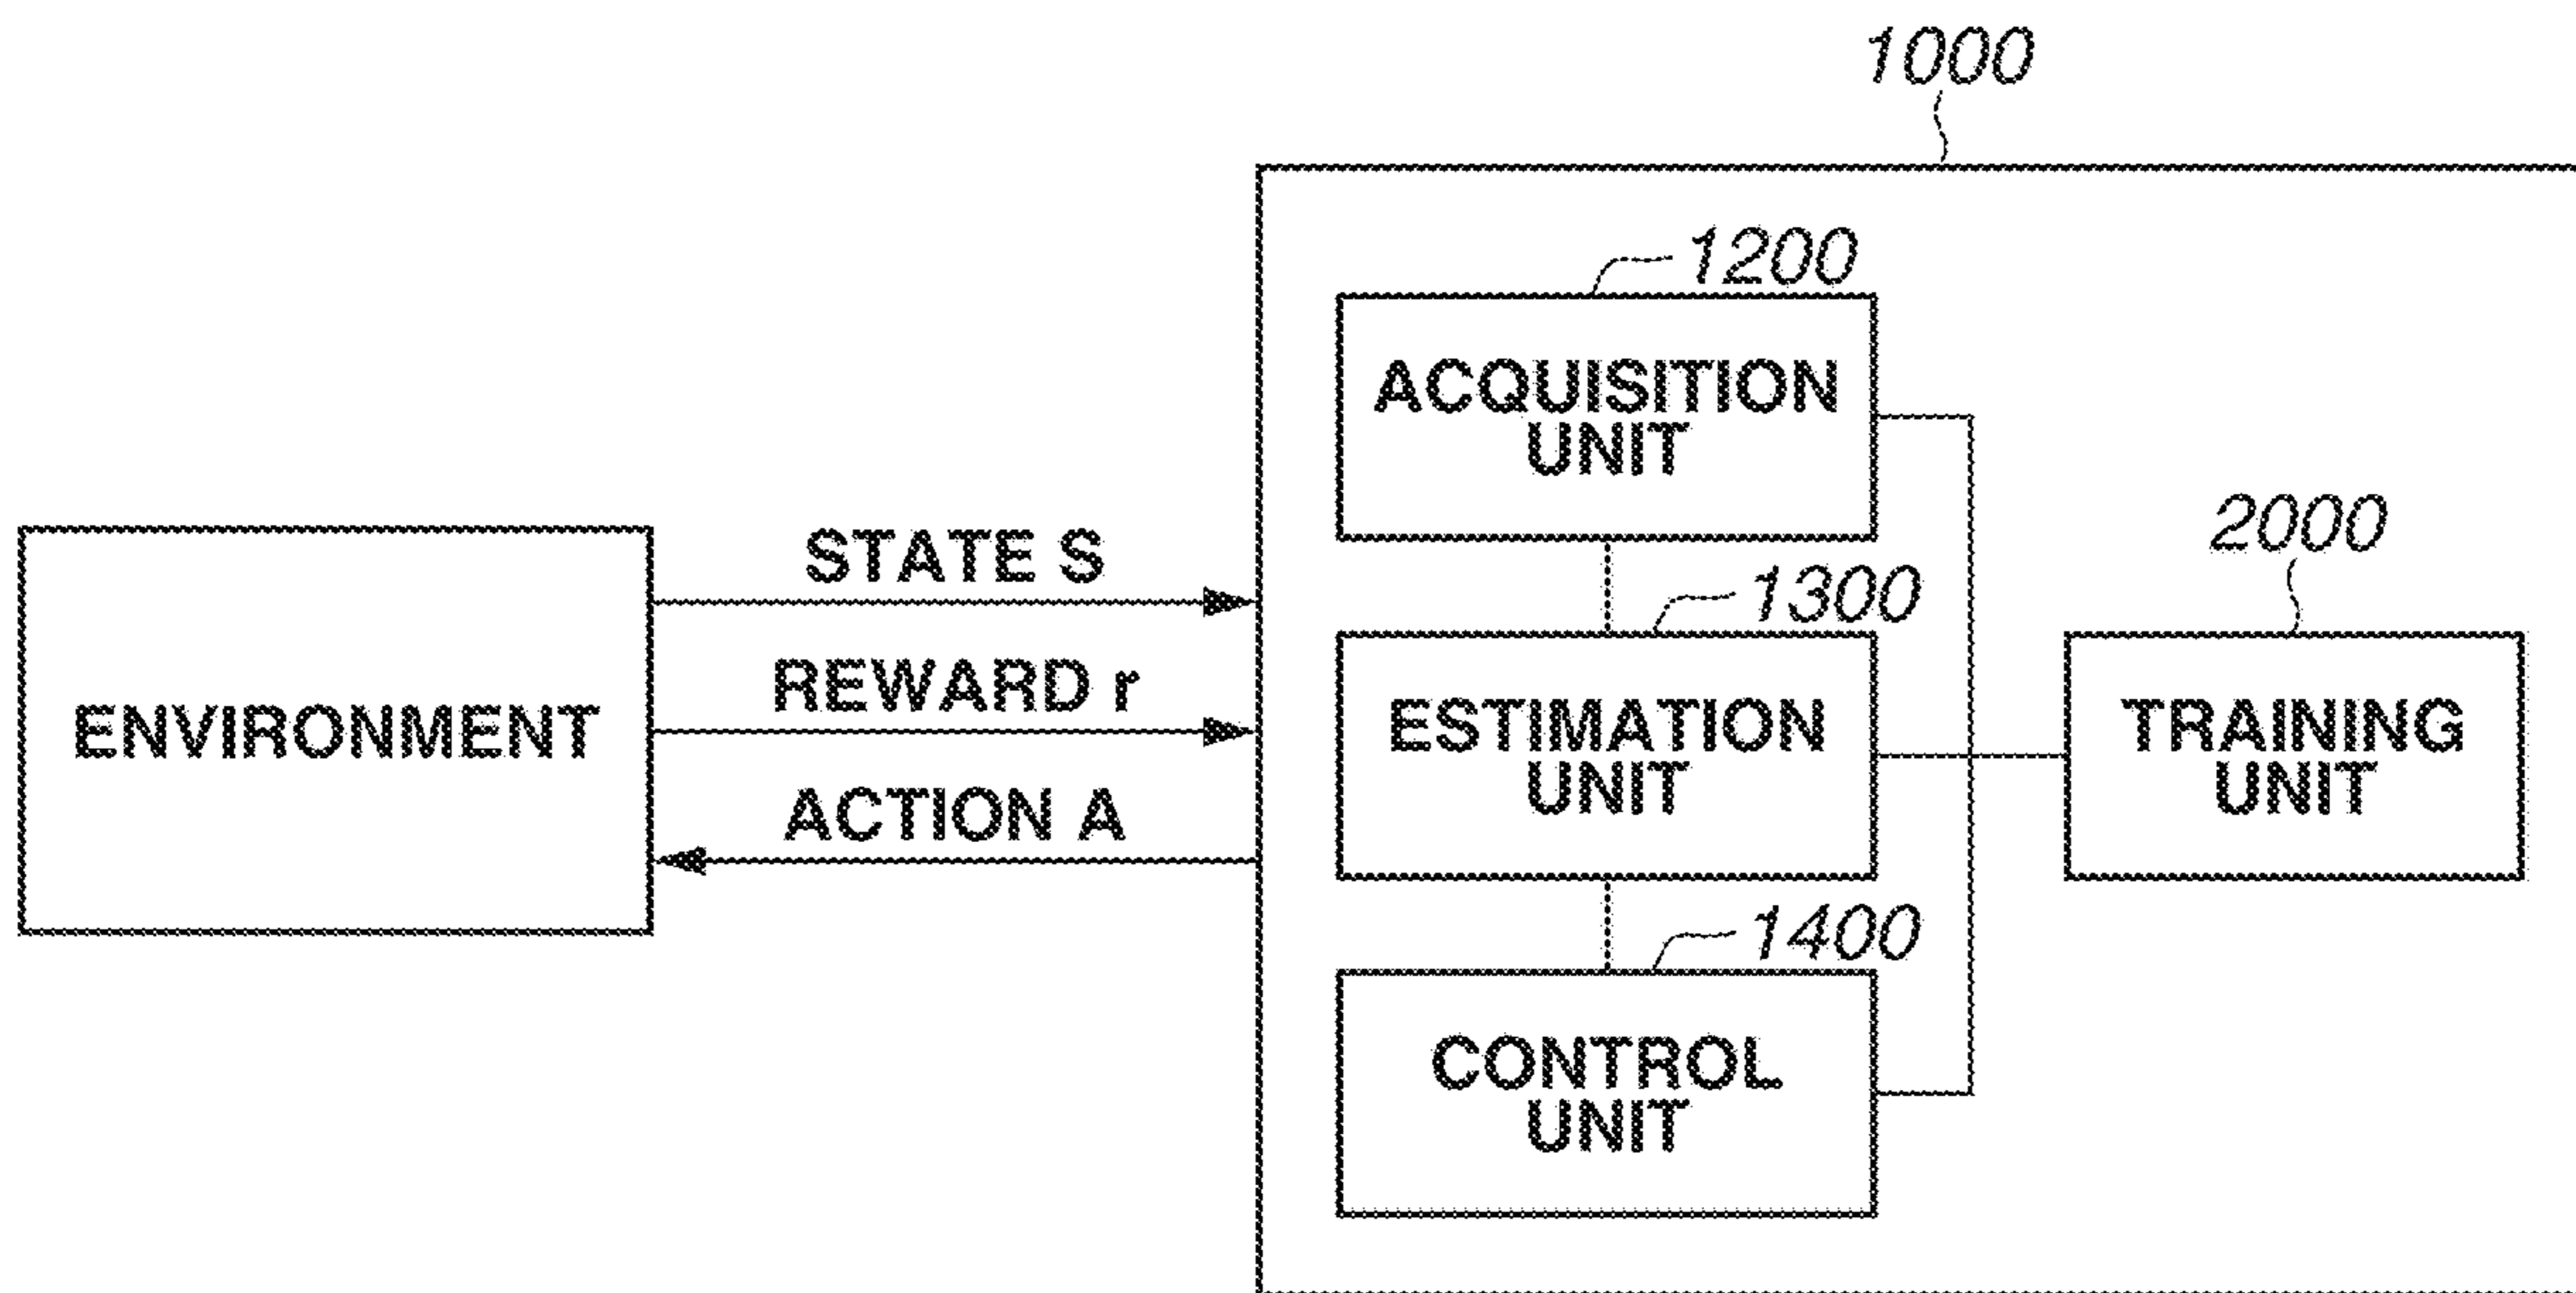 1000
1200
ACQUISITION
UNIT
2000
STATE S
1300
REWARD r
ENVIRONMENT
ESTIMATION
UNIT
TRAINING
UNIT
ACTION A
1400
CONTROL
UNIT